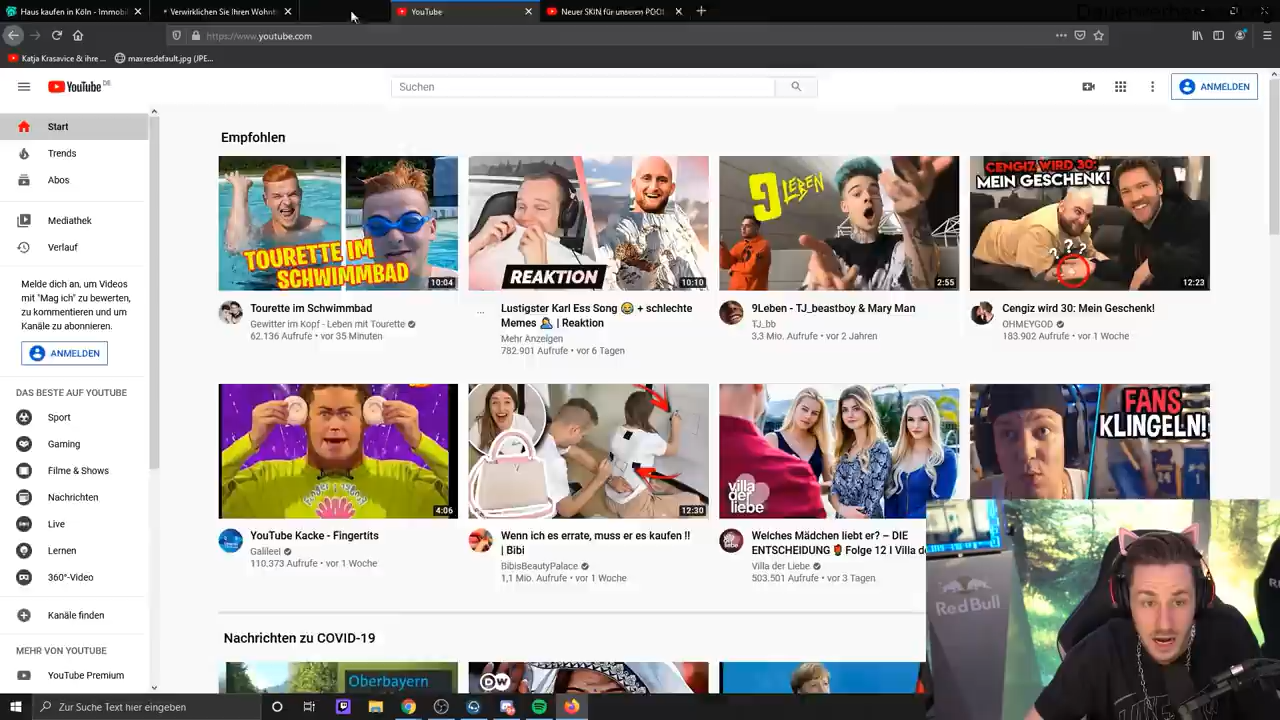 Haus kaufen in Köln - Immobil
Verwirklichen Sie Ihren Wohnt
YouTube
Neuer SKIN für unseren POOL
https://www.youtube.com
Katja Krasavice & ihre ...
maxresdefault.jpg (JPE...
YouTube DE
Suchen
ANMELDEN
Start
Trends
Abos
Mediathek
Verlauf
Melde dich an, um Videos
mit "Mag ich" zu bewerten,
zu kommentieren und um
Kanäle zu abonnieren.
ANMELDEN
DAS BESTE AUF YOUTUBE
Sport
Gaming
Filme & Shows
Nachrichten
Live
Lernen
360°-Video
Kanäle finden
MEHR VON YOUTUBE
YouTube Premium
Empfohlen
TOURETTE IM
SCHWIMMBAD
10:04
Tourette im Schwimmbad
Gewitter im Kopf - Leben mit Tourette
62.136 Aufrufe • vor 35 Minuten
REAKTION
10:10
Lustigster Karl Ess Song 😂 + schlechte
Memes 🤦‍♂️ | Reaktion
Mehr Anzeigen
782.901 Aufrufe • vor 6 Tagen
9 LEBEN
2:55
9Leben - TJ_beastboy & Mary Man
TJ_bb
3,3 Mio. Aufrufe • vor 2 Jahren
CENGIZ WIRD 30:
MEIN GESCHENK!
? ? ?
12:23
Cengiz wird 30: Mein Geschenk!
OHMEYGOD
183.902 Aufrufe • vor 1 Woche
4:06
YouTube Kacke - Fingertits
Galileel
110.373 Aufrufe • vor 1 Woche
12:30
Wenn ich es errate, muss er es kaufen !!
| Bibi
BibisBeautyPalace
1,1 Mio. Aufrufe • vor 1 Woche
villa
der
liebe
Welches Mädchen liebt er? – DIE
ENTSCHEIDUNG🌹 Folge 12 I Villa d
Villa der Liebe
503.501 Aufrufe • vor 3 Tagen
FANS
KLINGELN!
Nachrichten zu COVID-19
Oberbayern
DW
Red Bull
Zur Suche Text hier eingeben